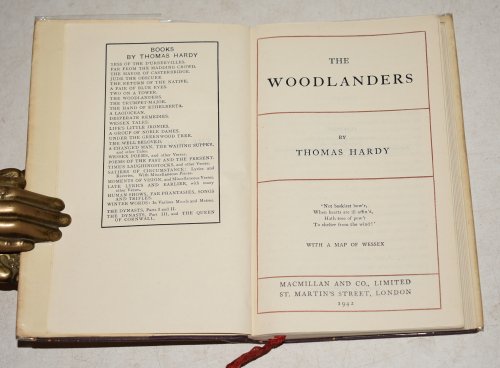 BOOKS
BY THOMAS HARDY
TESS OF THE D'URBERVILLES.
FAR FROM THE MADDING CROWD.
THE MAYOR OF CASTERBRIDGE.
JUDE THE OBSCURE.
THE RETURN OF THE NATIVE.
A PAIR OF BLUE EYES.
TWO ON A TOWER.
THE WOODLANDERS.
THE TRUMPET-MAJOR.
THE HAND OF ETHELBERTA.
A LAODICEAN.
DESPERATE REMEDIES.
WESSEX TALES.
LIFE'S LITTLE IRONIES.
A GROUP OF NOBLE DAMES.
UNDER THE GREENWOOD TREE.
THE WELL-BELOVED.
A CHANGED MAN, THE WAITING SUPPER,
and other Tales.
WESSEX POEMS, and other Verses.
POEMS OF THE PAST AND THE PRESENT.
TIME'S LAUGHINGSTOCKS, and other Verses.
SATIRES OF CIRCUMSTANCE: Lyrics and
Reveries. With Miscellaneous Pieces.
MOMENTS OF VISION, and Miscellaneous Verses.
LATE LYRICS AND EARLIER, with many
other Verses.
HUMAN SHOWS, FAR PHANTASIES, SONGS
AND TRIFLES.
WINTER WORDS: In Various Moods and Metres.
THE DYNASTS, Parts I and II.
THE DYNASTS, Part III, and THE QUEEN
OF CORNWALL.
THE
WOODLANDERS
BY
THOMAS HARDY
"Not boskiest bow'r,
When hearts are ill affin'd,
Hath tree of pow'r
To shelter from the wind!"
WITH A MAP OF WESSEX
MACMILLAN AND CO., LIMITED
ST. MARTIN'S STREET, LONDON
1942